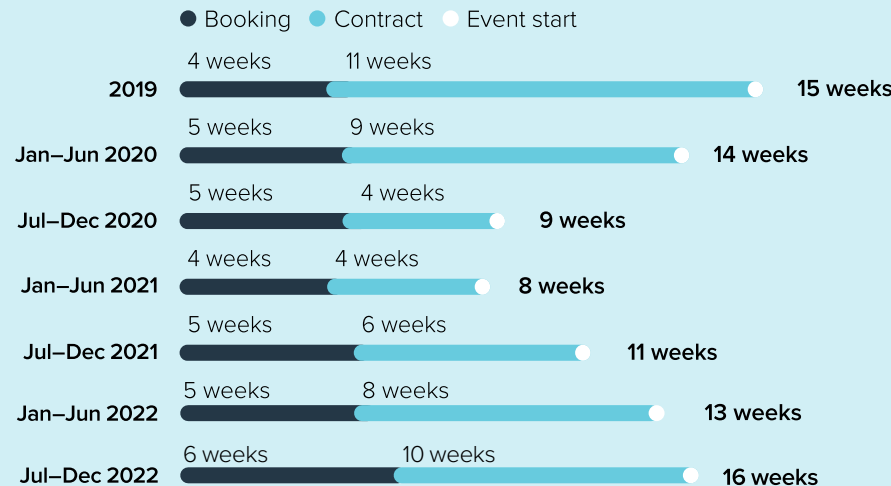 Booking Contract Event start
4 weeks 11 weeks
2019 15 weeks
5 weeks 9 weeks
Jan–Jun 2020 14 weeks
5 weeks 4 weeks
Jul–Dec 2020 9 weeks
4 weeks 4 weeks
Jan–Jun 2021 8 weeks
5 weeks 6 weeks
Jul–Dec 2021 11 weeks
5 weeks 8 weeks
Jan–Jun 2022 13 weeks
6 weeks 10 weeks
Jul–Dec 2022 16 weeks